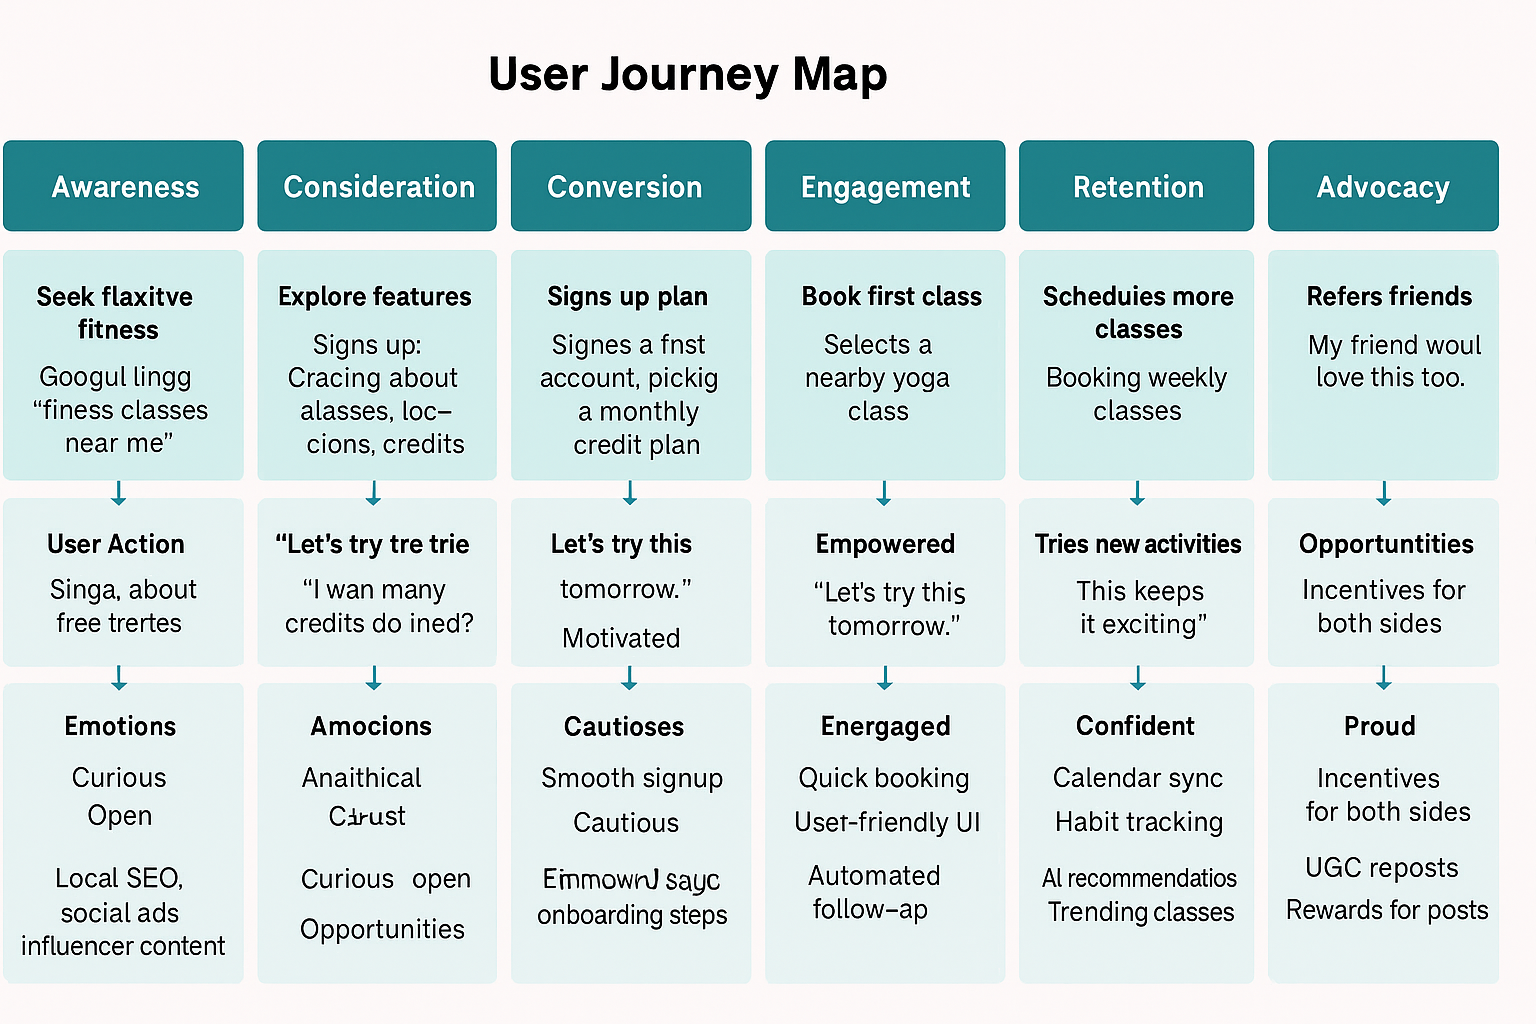 User Journey Map
Awareness
Consideration
Conversion
Engagement
Retention
Advocacy
Seek flaxitve
fitness
Googul lingg
“finess classes
near me”
Explore features
Signs up:
Cracing about
alasses, loc–
cions, credits
Signs up plan
Signes a fnst
account, pickig
a monthly
credit plan
Book first class
Selects a
nearby yoga
class
Scheduies more
classes
Booking weekly
classes
Refers friends
My friend woul
love this too.
User Action
Singa, about
free trertes
“Let's try tre trie
“I wan many
credits do ined?
Let's try this
tomorrow.”
Motivated
Empowered
“Let's try this
tomorrow.”
Tries new activities
This keeps
it exciting”
Opportuntities
Incentives for
both sides
Emotions
Curious
Open
Local SEO,
social ads
influencer content
Amocions
Anaithical
Curious open
Opportunities
Cautioses
Smooth signup
Cautious
onboarding steps
Energaged
Quick booking
User-friendly UI
Automated
follow–ap
Confident
Calendar sync
Habit tracking
AI recommendatios
Trending classes
Proud
Incentives
for both sides
UGC reposts
Rewards for posts